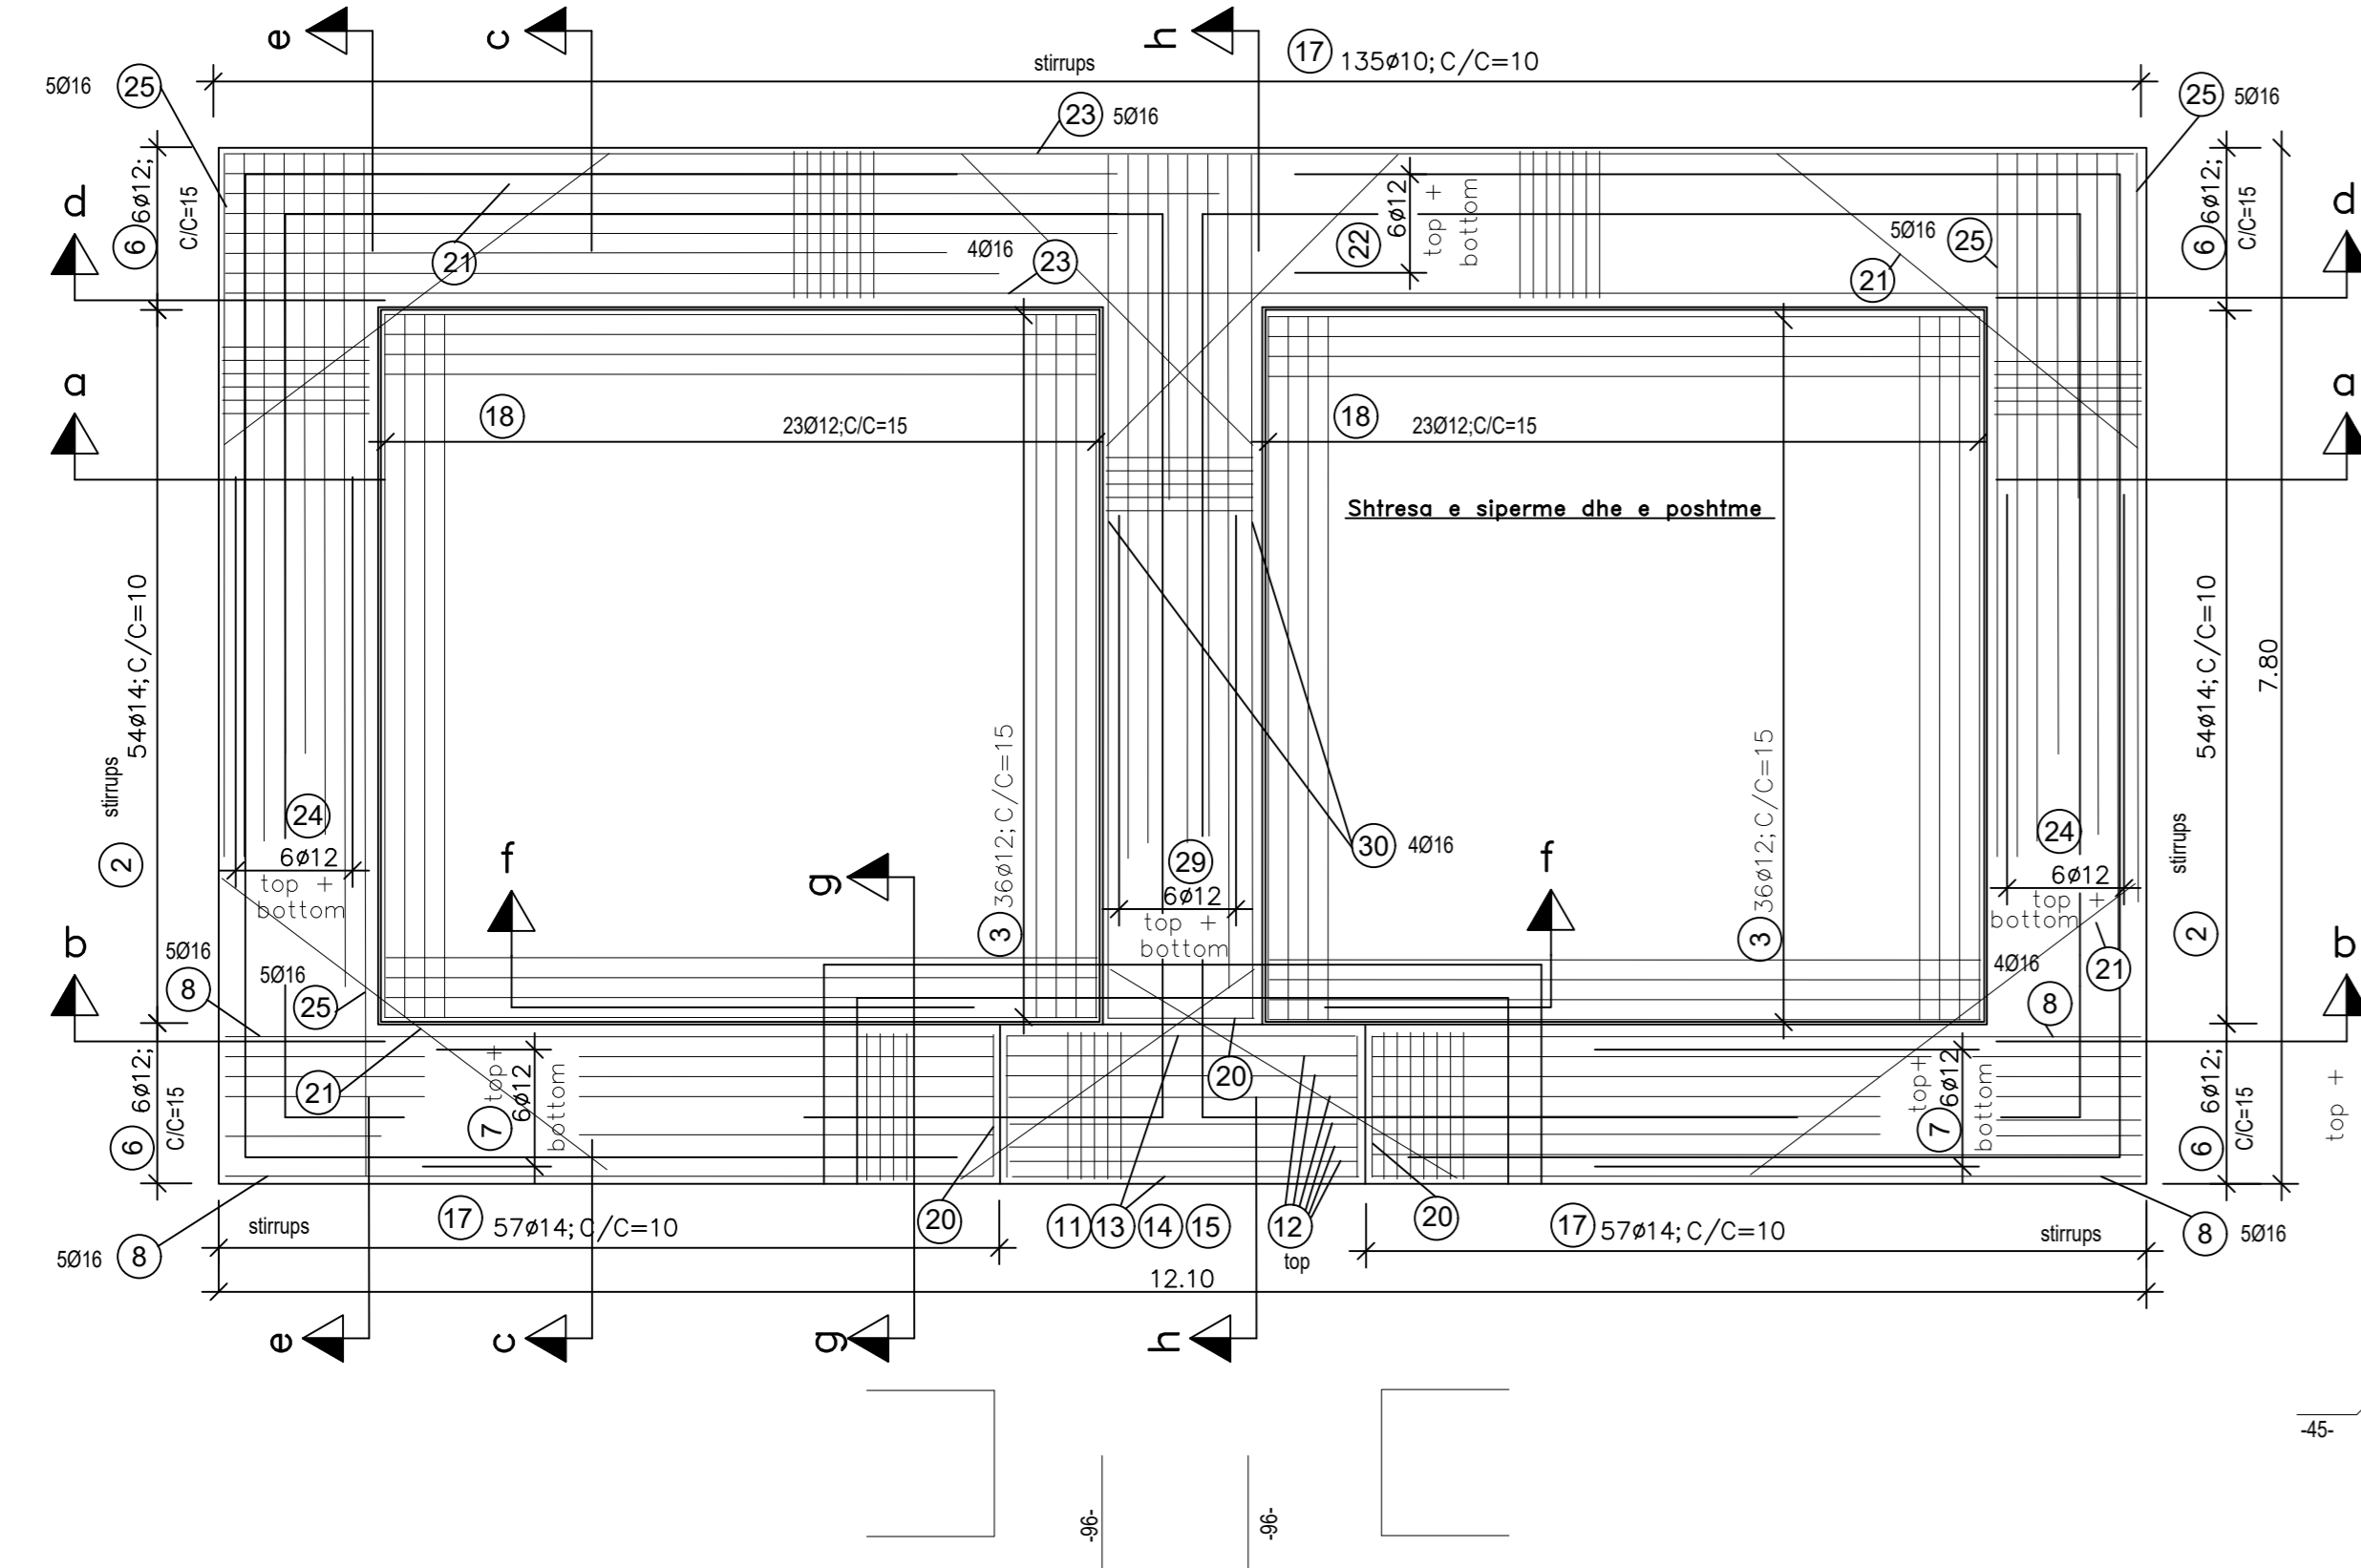 e
c
h
stirrups
17 135ø10; C/C=10
5Ø16 25
23 5Ø16
25 5Ø16
6 6ø12;
C/C=15
d
21
4Ø16 23
22 6ø12
top +
bottom
5Ø16 25
21
6 6ø12;
C/C=15
d
a
18 23Ø12;C/C=15
18 23Ø12;C/C=15
a
Shtresa e siperme dhe e poshtme
2 54ø14; C/C=10
stirrups
3 36ø12; C/C=15
3 36ø12; C/C=15
2 54ø14; C/C=10
stirrups
7.80
24
6ø12
top +
bottom
f
g
29
6ø12
top +
bottom
30 4Ø16
f
24
6ø12
top +
bottom
b
5Ø16
8
5Ø16
25
21
4Ø16
8
21
b
6 6ø12;
C/C=15
7 6ø12
top+
bottom
20
7 6ø12
top+
bottom
6 6ø12;
C/C=15
top +
5Ø16 8
stirrups
17 57ø14; C/C=10
20
11 13 14 15
12
top
20
17 57ø14; C/C=10
stirrups
8 5Ø16
12.10
e
c
g
h
-45-
-96-
-96-